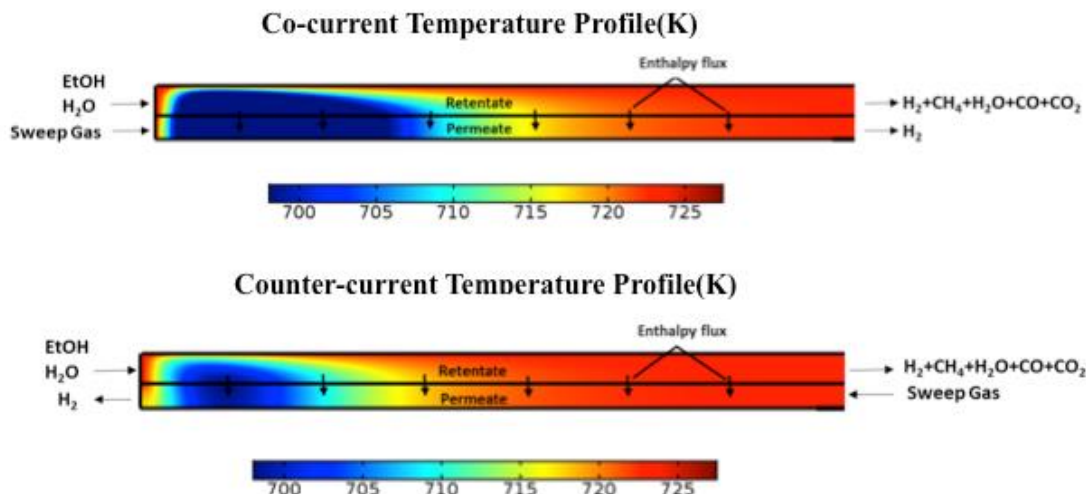 Co-current Temperature Profile(K)
Enthalpy flux
EtOH
H₂O
Retentate
H₂+CH₄+H₂O+CO+CO₂
Sweep Gas
Permeate
H₂
700 705 710 715 720 725
Counter-current Temperature Profile(K)
Enthalpy flux
EtOH
H₂O
Retentate
H₂+CH₄+H₂O+CO+CO₂
H₂
Permeate
Sweep Gas
700 705 710 715 720 725